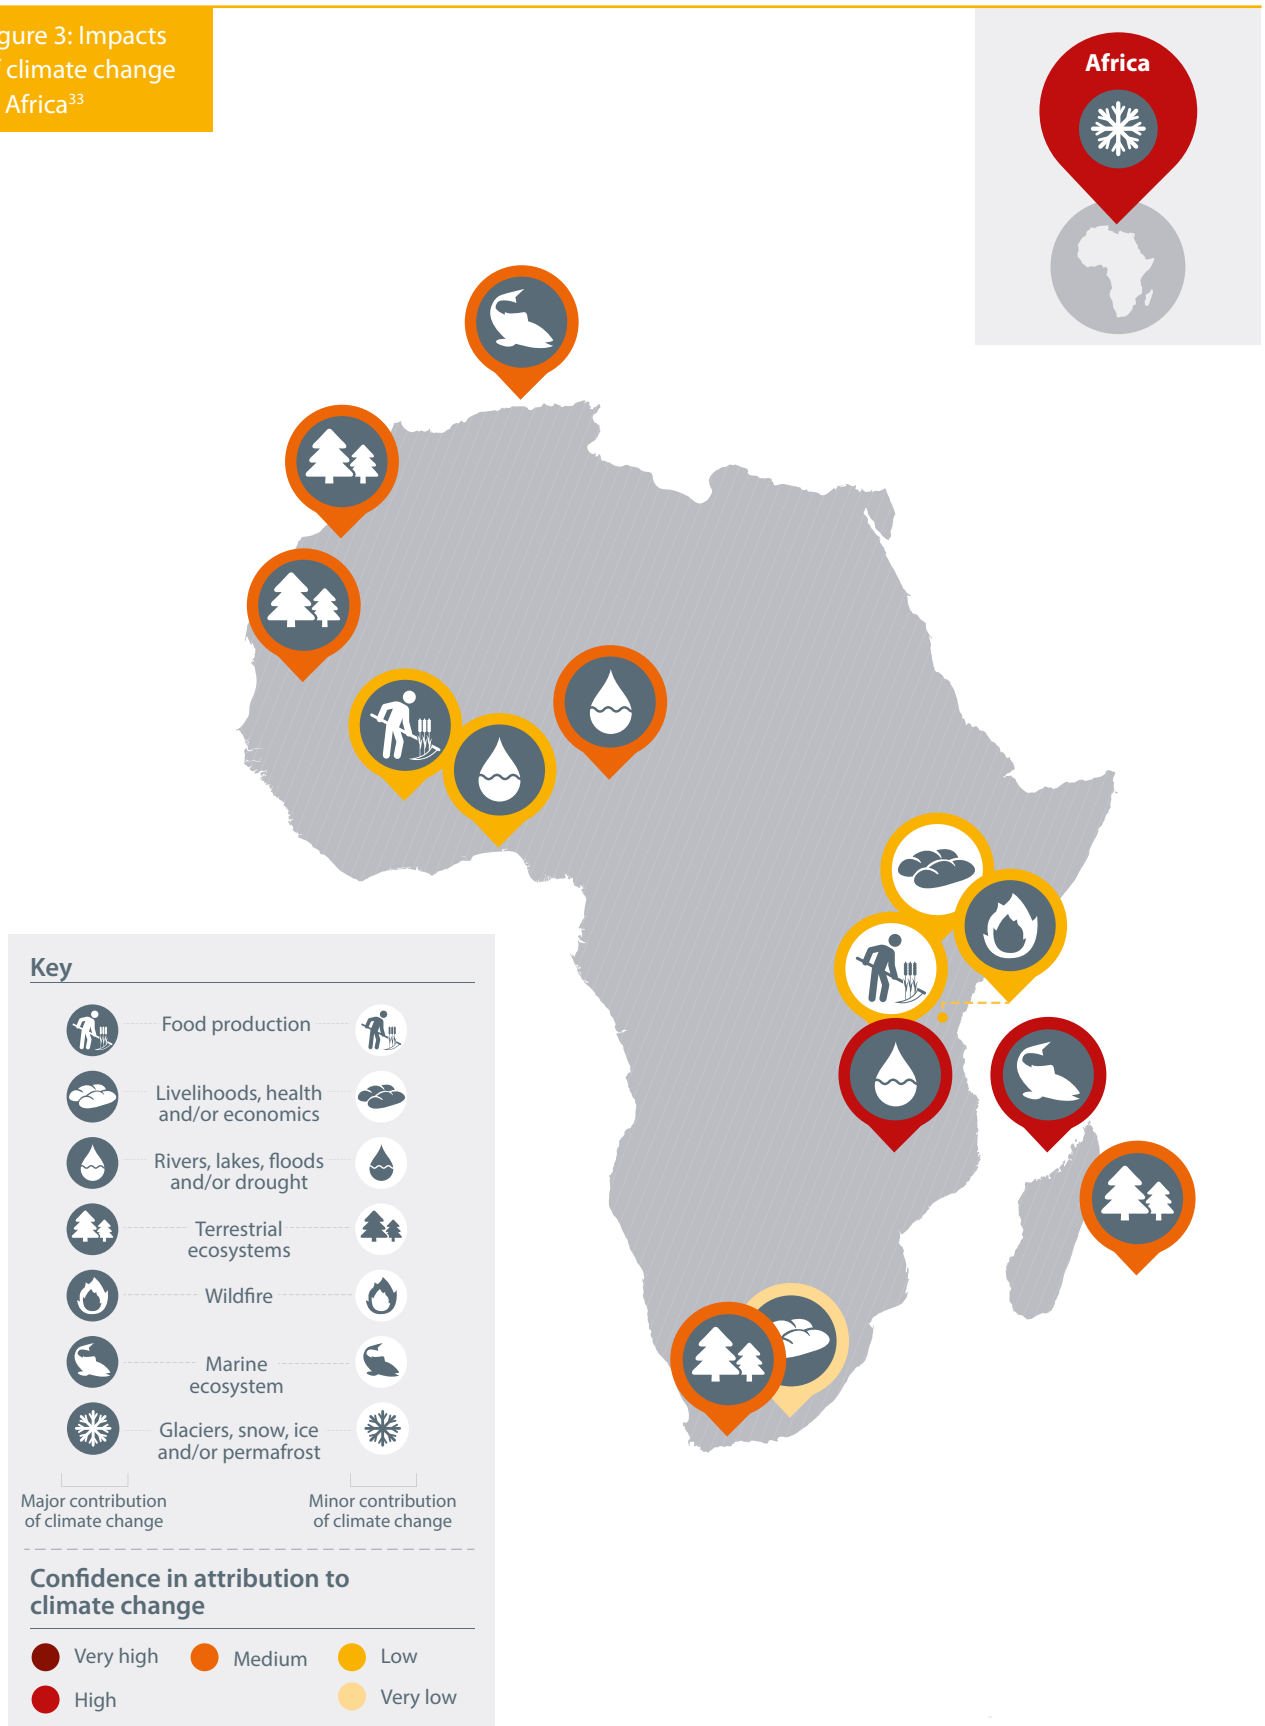 gure 3: Impacts
climate change
Africa33
Africa
Key
Food production
Livelihoods, health
and/or economics
Rivers, lakes, floods
and/or drought
Terrestrial
ecosystems
Wildfire
Marine
ecosystem
Glaciers, snow, ice
and/or permafrost
Major contribution
of climate change
Minor contribution
of climate change
Confidence in attribution to
climate change
Very high
Medium
Low
High
Very low